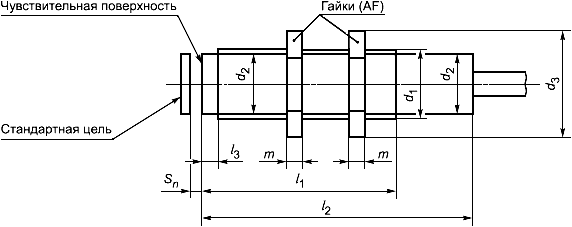 Чувствительная поверхность
Гайки (AF)
d2
d1
d2
d3
Стандартная цель
l3
m
m
Sn
l1
l2